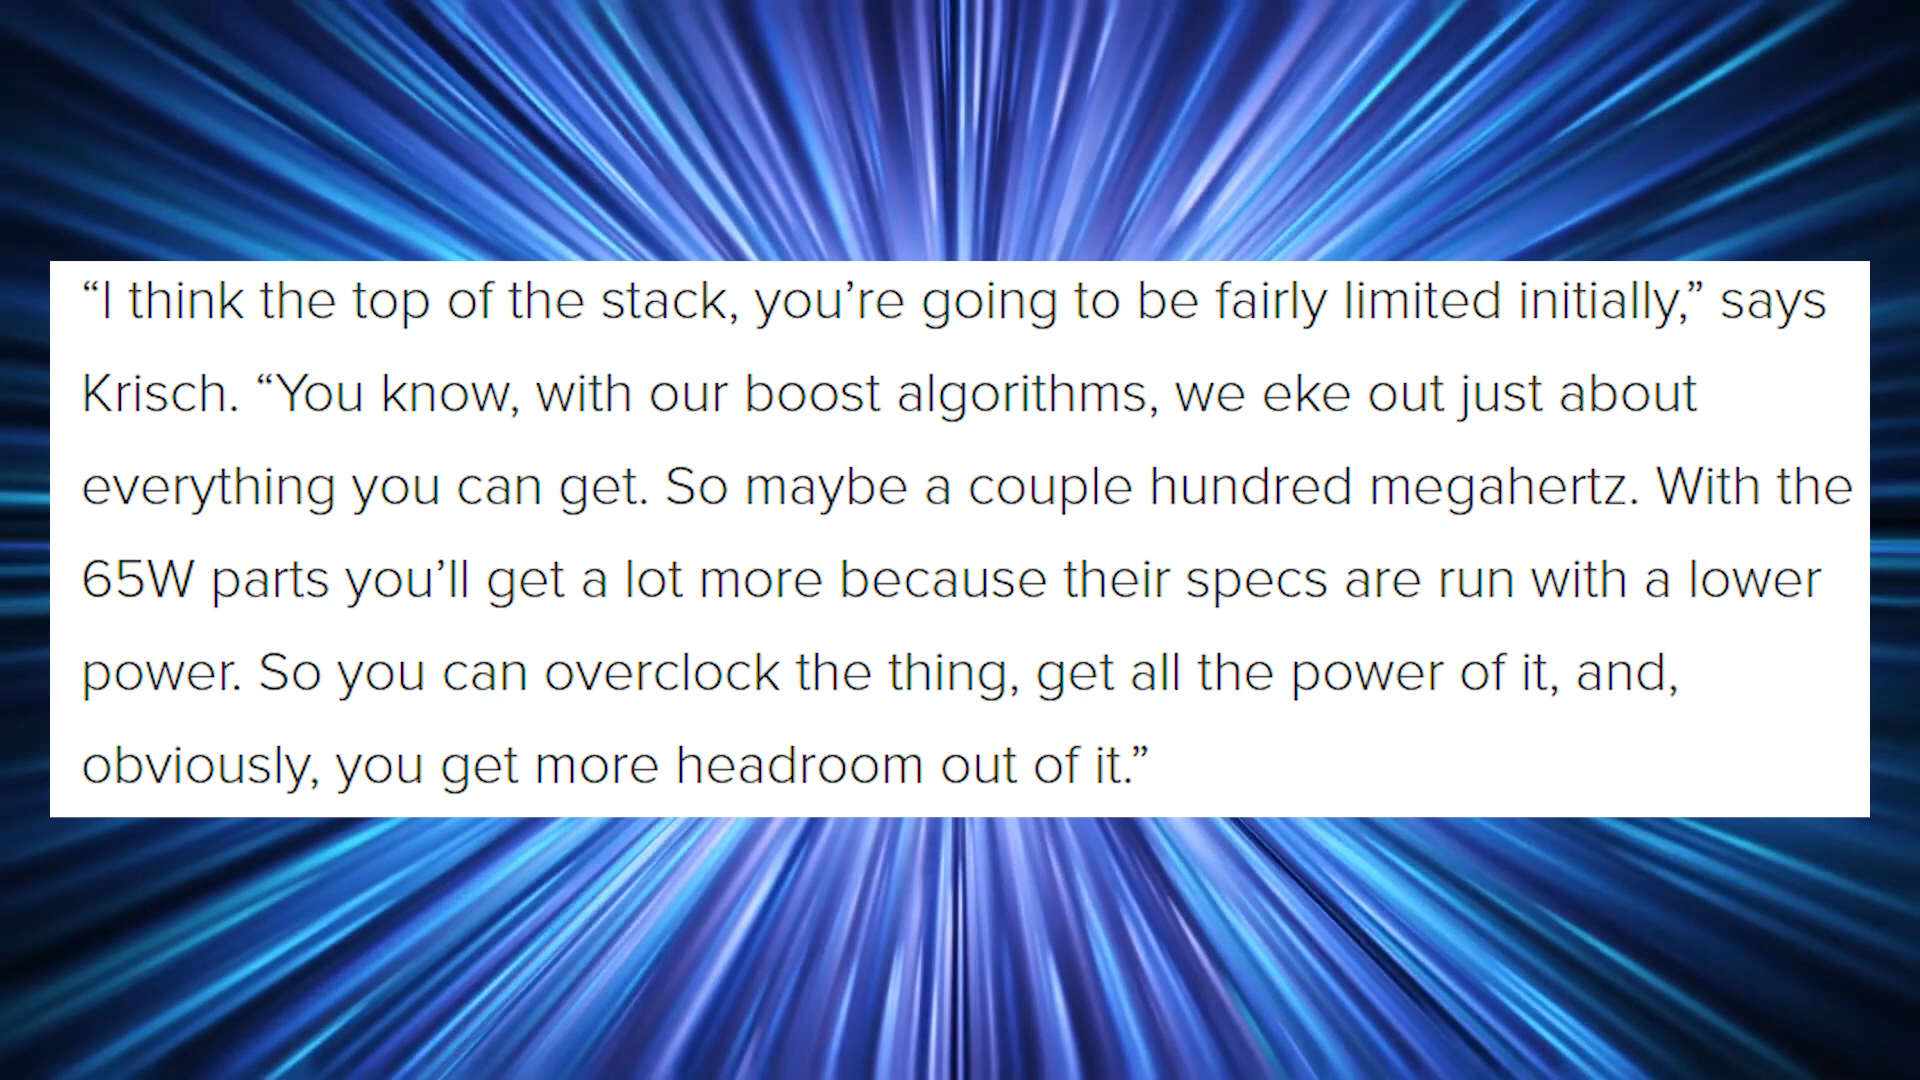 “I think the top of the stack, you’re going to be fairly limited initially,” says
Krisch. “You know, with our boost algorithms, we eke out just about
everything you can get. So maybe a couple hundred megahertz. With the
65W parts you’ll get a lot more because their specs are run with a lower
power. So you can overclock the thing, get all the power of it, and,
obviously, you get more headroom out of it.”